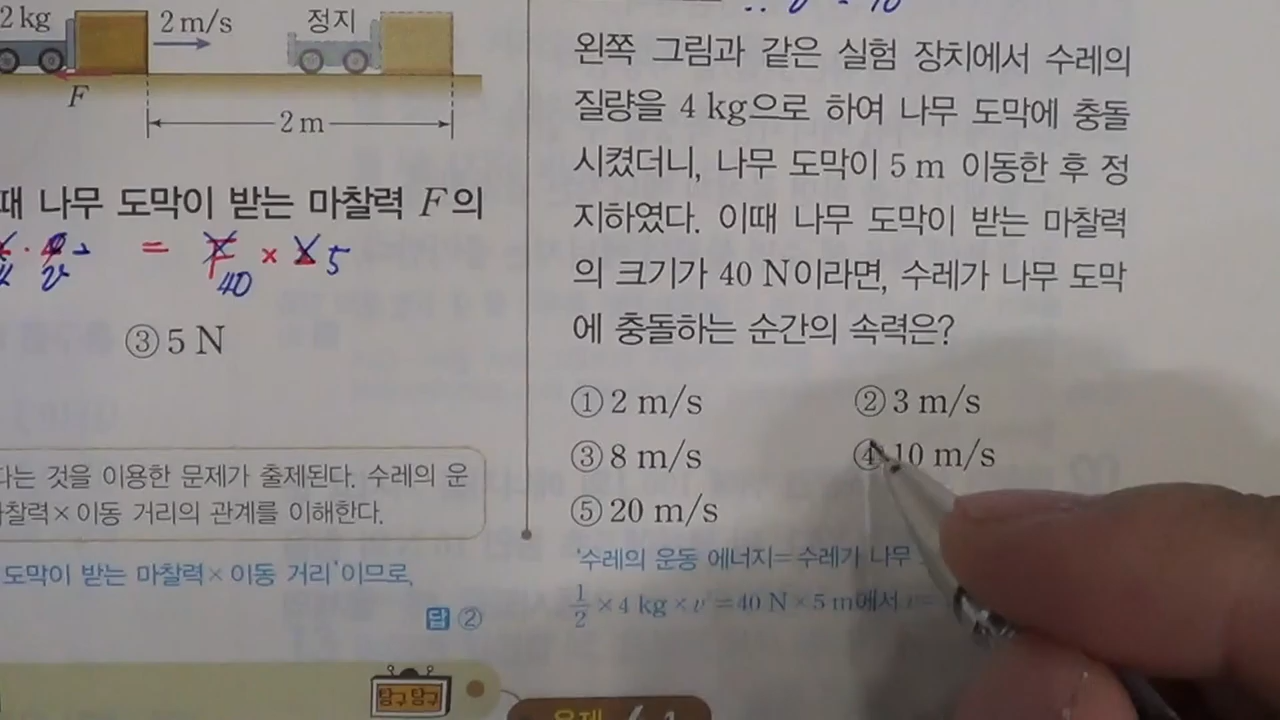 2 kg
2 m/s
정지
F
2 m
때 나무 도막이 받는 마찰력 F의
= F 40 × 5
③ 5 N
다는 것을 이용한 문제가 출제된다. 수레의 운
찰력×이동 거리의 관계를 이해한다.
도막이 받는 마찰력×이동 거리'이므로,
답 ②
탐구 탐구
왼쪽 그림과 같은 실험 장치에서 수레의
질량을 4 kg으로 하여 나무 도막에 충돌
시켰더니, 나무 도막이 5 m 이동한 후 정
지하였다. 이때 나무 도막이 받는 마찰력
의 크기가 40 N이라면, 수레가 나무 도막
에 충돌하는 순간의 속력은?
① 2 m/s ② 3 m/s
③ 8 m/s ④ 10 m/s
⑤ 20 m/s
'수레의 운동 에너지=수레가 나무
1/2 ×4 kg×v²=40 N×5 m에서